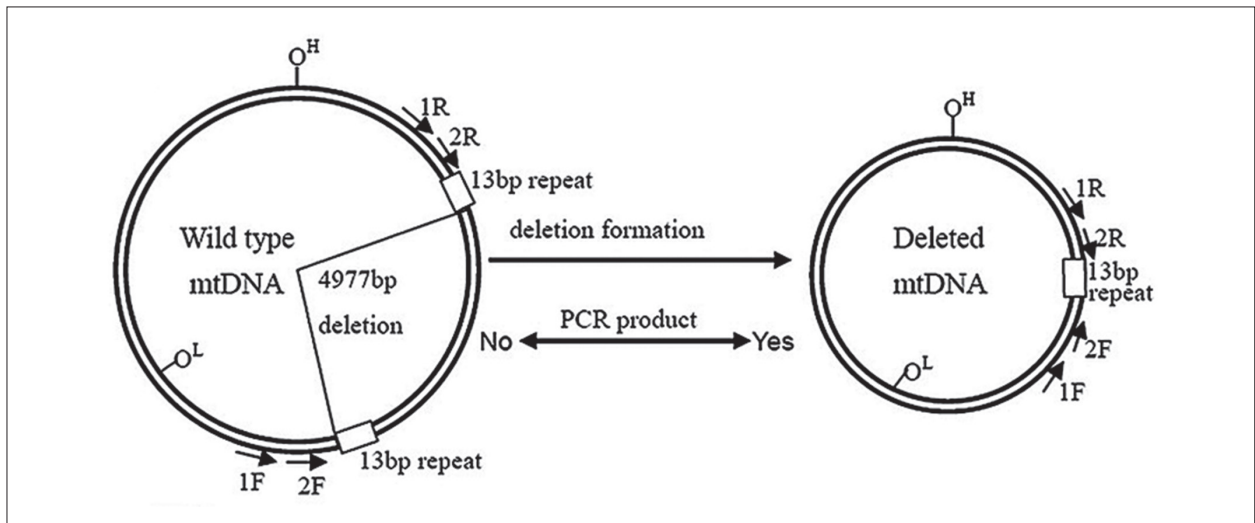 O^H
1R
2R
13bp repeat
Wild type
mtDNA
4977bp
deletion
O^L
1F
2F
13bp repeat
deletion formation
PCR product
No
Yes
O^H
1R
2R
13bp
repeat
Deleted
mtDNA
2F
1F
O^L